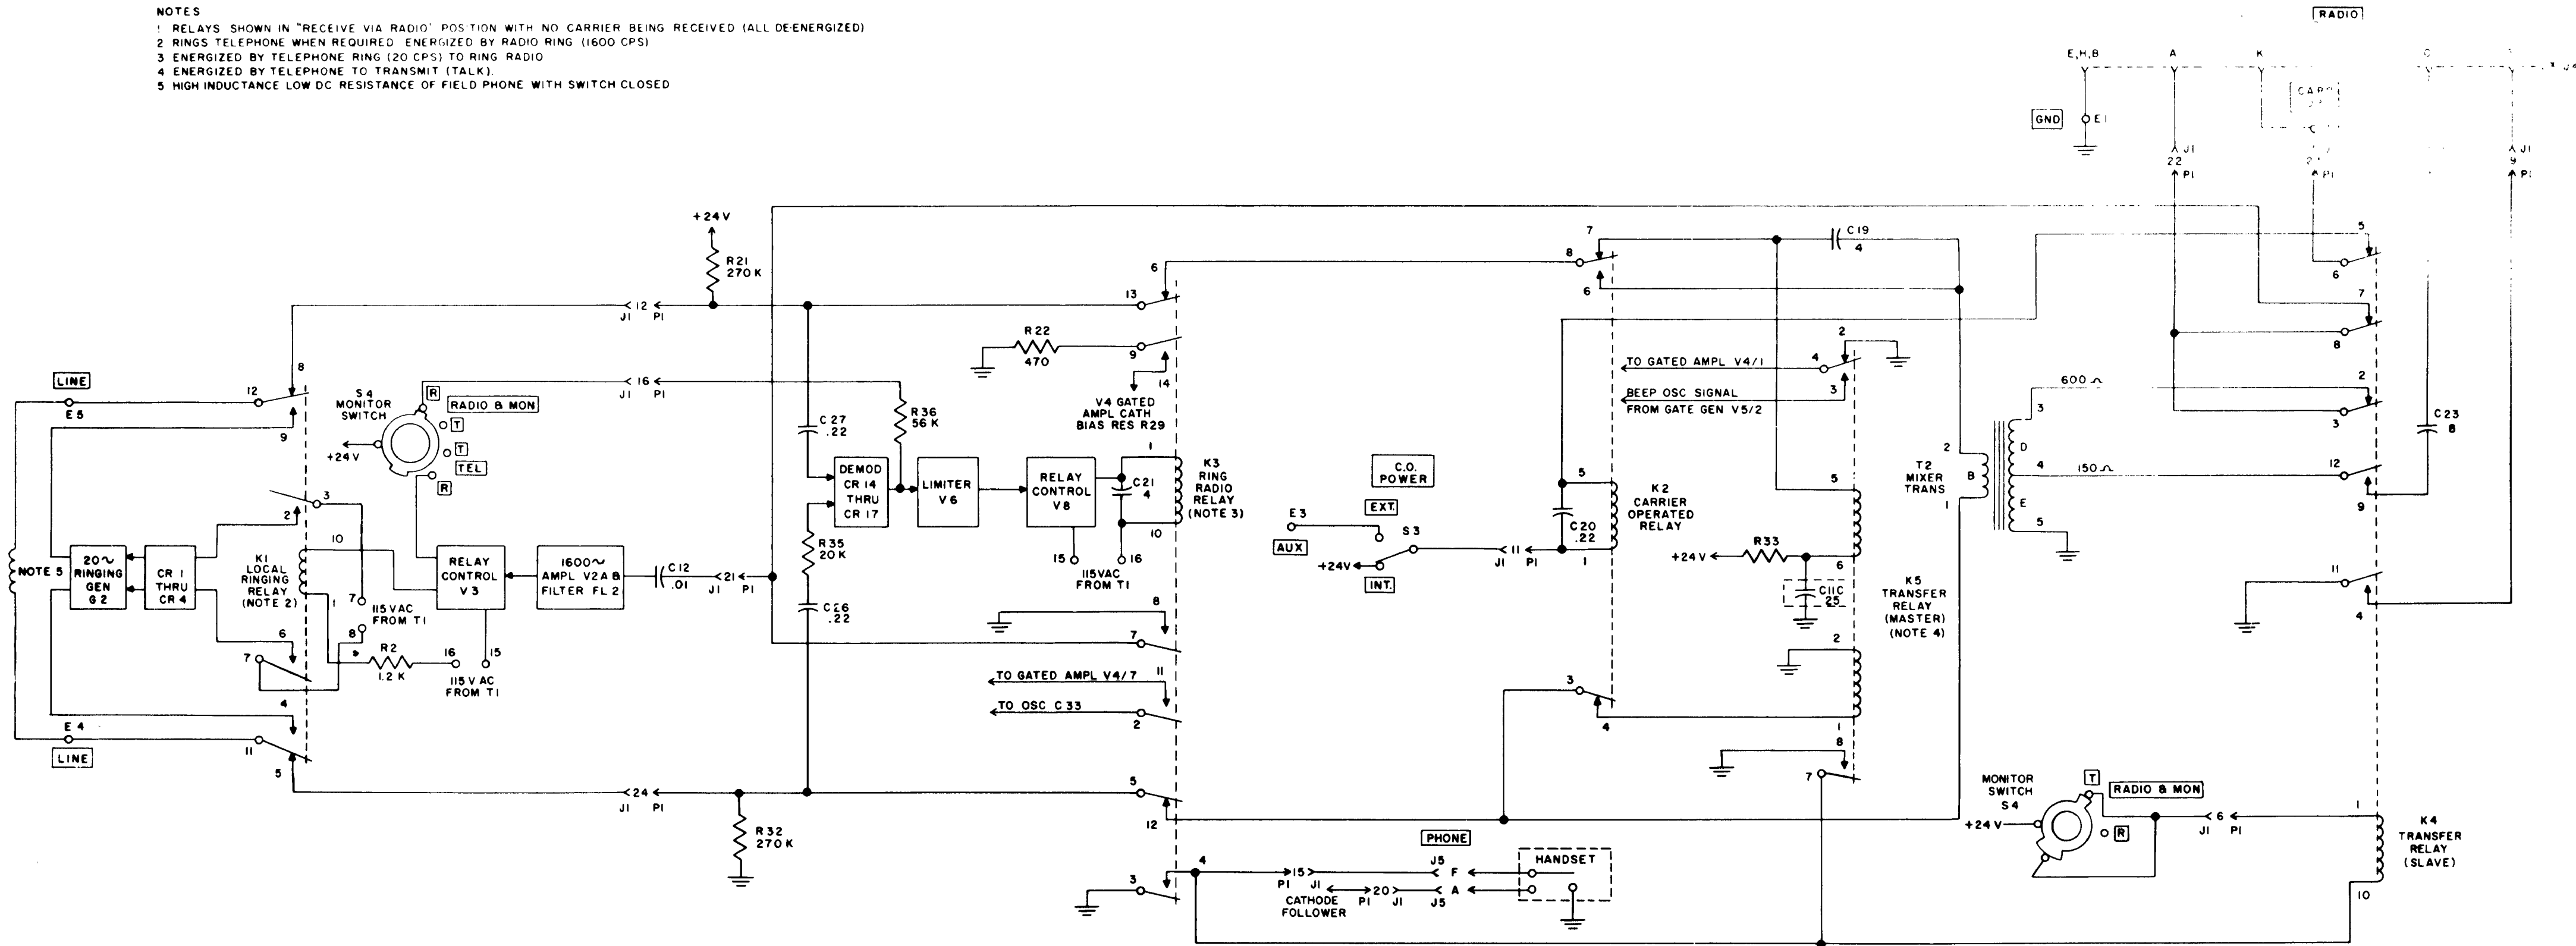 NOTES
1 RELAYS SHOWN IN "RECEIVE VIA RADIO" POSITION WITH NO CARRIER BEING RECEIVED (ALL DE-ENERGIZED)
2 RINGS TELEPHONE WHEN REQUIRED ENERGIZED BY RADIO RING (1600 CPS)
3 ENERGIZED BY TELEPHONE RING (20 CPS) TO RING RADIO
4 ENERGIZED BY TELEPHONE TO TRANSMIT (TALK).
5 HIGH INDUCTANCE LOW DC RESISTANCE OF FIELD PHONE WITH SWITCH CLOSED
RADIO
E,H,B
A
K
GND
E1
J1
22
P1
P1
J1
9
P1
LINE
E5
12
8
9
S4
MONITOR
SWITCH
R
RADIO & MON
T
T
TEL
R
+24V
3
2
NOTE 5
20~
RINGING
GEN
G2
CR 1
THRU
CR 4
K1
LOCAL
RINGING
RELAY
(NOTE 2)
10
1
7
115 VAC
FROM T1
8
6
7
R2
1.2 K
16
15
115 V AC
FROM T1
4
E4
LINE
11
5
RELAY
CONTROL
V3
1600~
AMPL V2A &
FILTER FL2
C12
.01
21
J1
P1
+24V
R21
270K
12
J1
P1
16
J1
P1
C27
.22
R36
56 K
DEMOD
CR 14
THRU
CR 17
LIMITER
V6
RELAY
CONTROL
V8
R35
20K
C26
.22
15
16
115VAC
FROM T1
C21
4
1
10
K3
RING
RADIO
RELAY
(NOTE 3)
6
13
R22
470
9
14
V4 GATED
AMPL CATH
BIAS RES R29
8
7
11
TO GATED AMPL V4/7
TO OSC C33
2
24
J1
P1
R32
270K
5
12
3
4
C.O.
POWER
EXT.
E3
AUX
S3
+24V
INT.
11
J1
P1
PHONE
15
P1
J1
J5
F
HANDSET
20
P1
J1
A
J5
CATHODE
FOLLOWER
7
8
6
C19
4
2
4
TO GATED AMPL V4/1
3
BEEP OSC SIGNAL
FROM GATE GEN V5/2
5
C20
.22
1
K2
CARRIER
OPERATED
RELAY
5
+24V
R33
6
C11C
25
K5
TRANSFER
RELAY
(MASTER)
(NOTE 4)
2
3
4
1
8
7
2
B
1
T2
MIXER
TRANS
3
D
4
E
5
600
150
5
6
7
8
2
3
12
9
C23
8
11
4
MONITOR
SWITCH
S4
T
RADIO & MON
+24V
R
6
J1
P1
1
K4
TRANSFER
RELAY
(SLAVE)
10